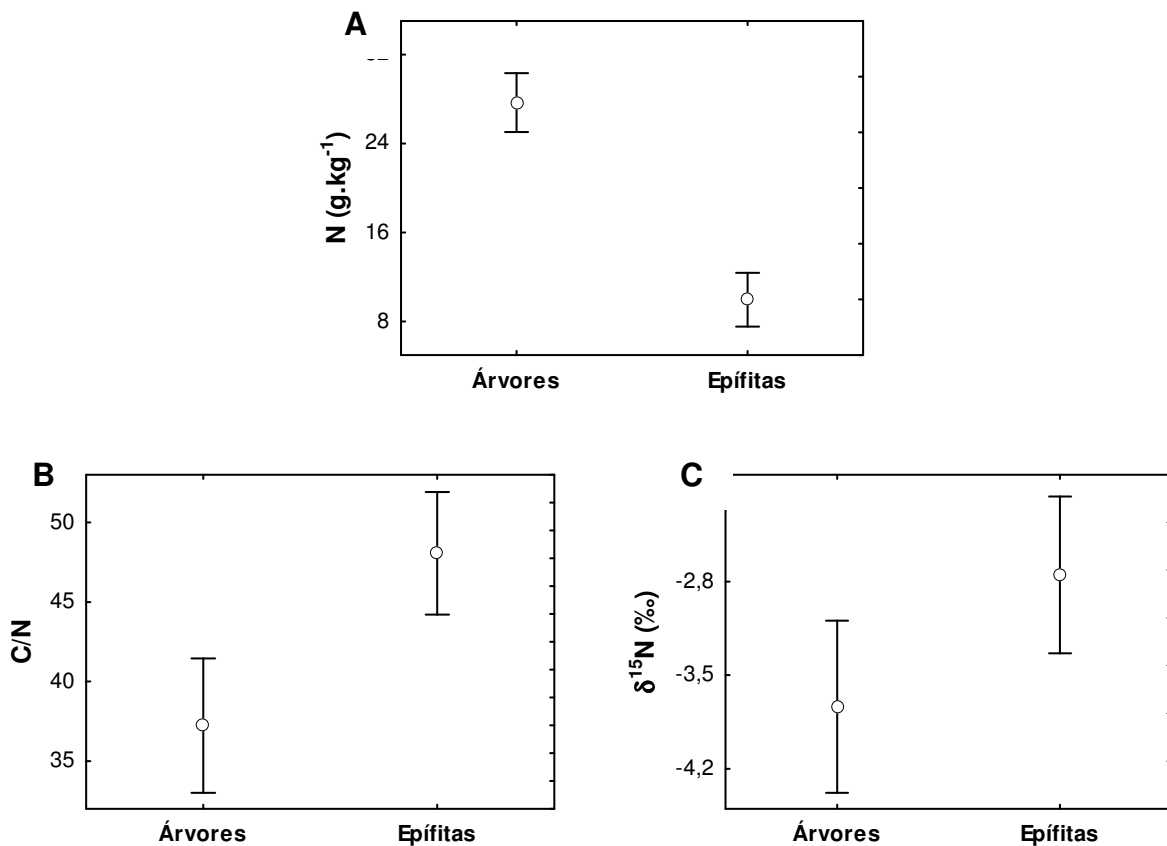 A
N (g.kg⁻¹)
24
16
8
Árvores Epífitas
B
C/N
50
45
40
35
Árvores Epífitas
C
δ¹⁵N (‰)
-2,8
-3,5
-4,2
Árvores Epífitas